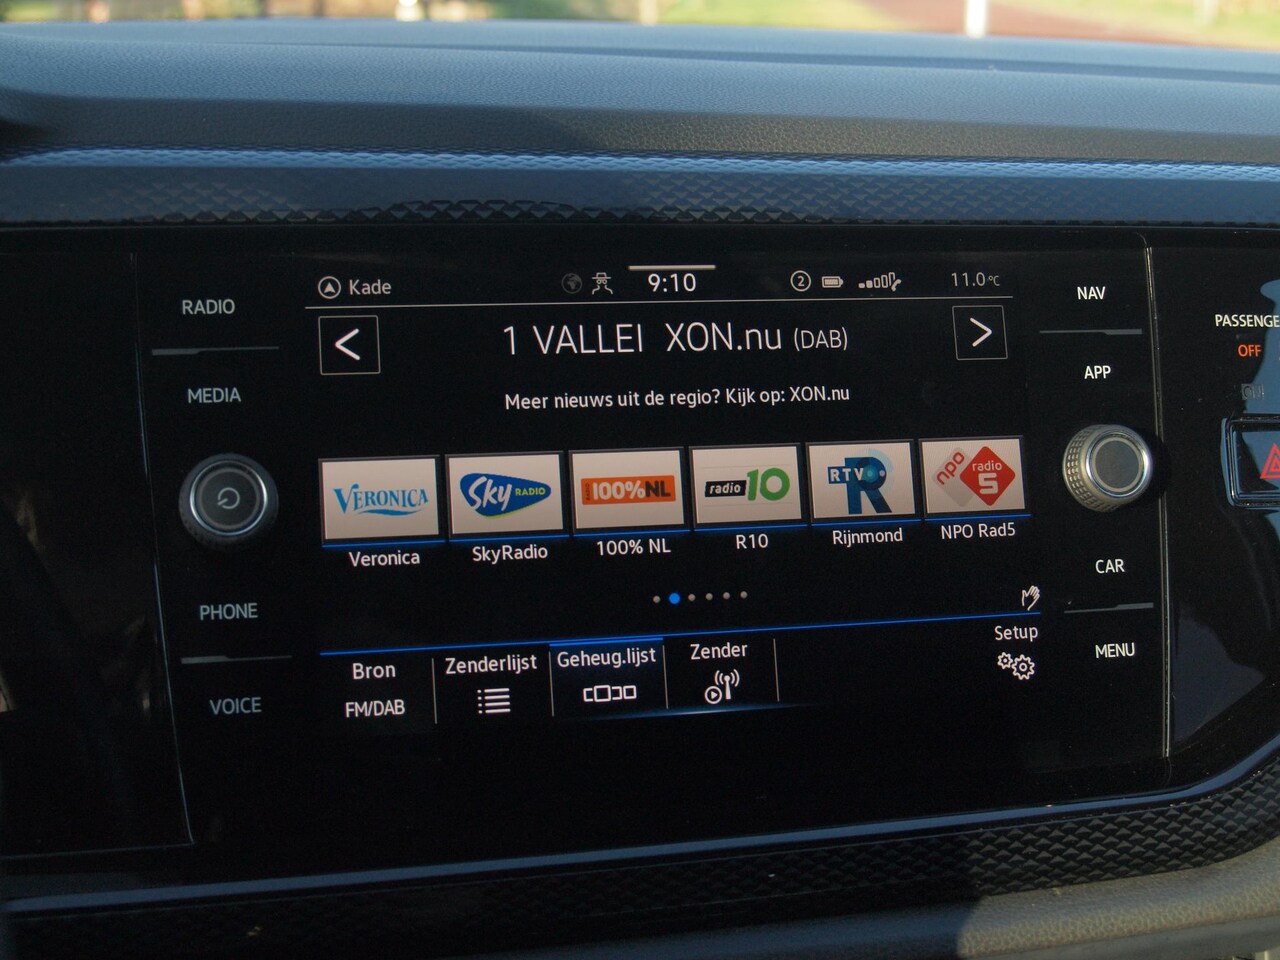 Kade
9:10
2
11.0°C
RADIO
NAV
PASSENGE
OFF
<
1 VALLEI XON.nu (DAB)
>
MEDIA
APP
Meer nieuws uit de regio? Kijk op: XON.nu
VERONICA
Sky RADIO
100%NL
radio 10
RTV R
npo radio 5
Veronica
SkyRadio
100% NL
R10
Rijnmond
NPO Rad5
CAR
PHONE
Setup
MENU
Bron
FM/DAB
Zenderlijst
Geheug.lijst
Zender
VOICE